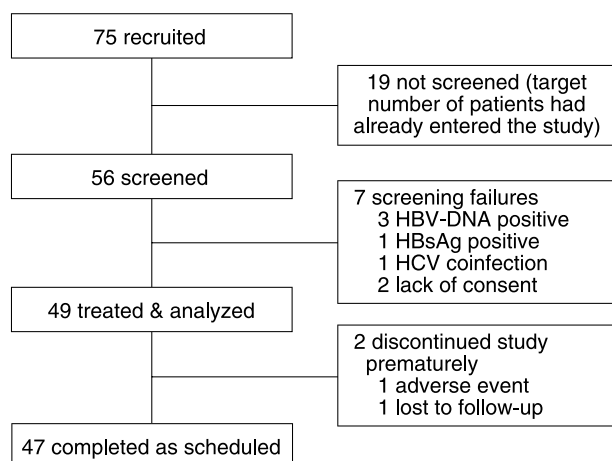 75 recruited
19 not screened (target
number of patients had
already entered the study)
56 screened
7 screening failures
3 HBV-DNA positive
1 HBsAg positive
1 HCV coinfection
2 lack of consent
49 treated & analyzed
2 discontinued study
prematurely
1 adverse event
1 lost to follow-up
47 completed as scheduled